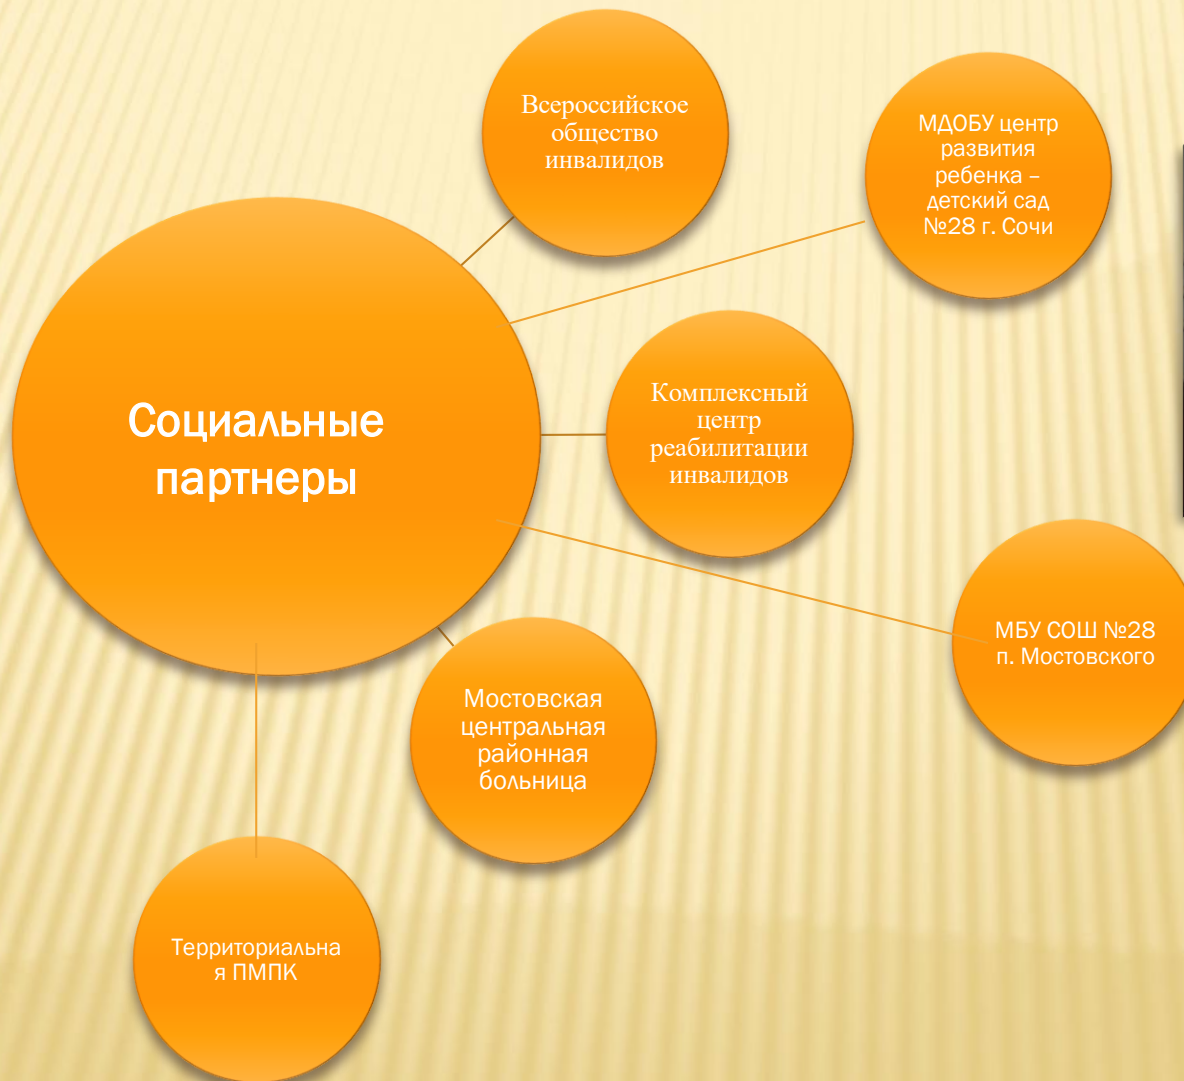 Всероссийское
общество
инвалидов
МДОБУ центр
развития
ребенка –
детский сад
№28 г. Сочи
Социальные
партнеры
Комплексный
центр
реабилитации
инвалидов
МБУ СОШ №28
п. Мостовского
Мостовская
центральная
районная
больница
Территориальна
я ПМПК